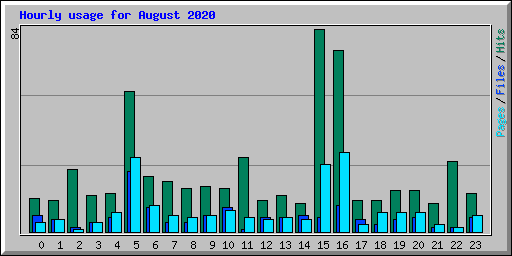 Hourly usage for August 2020
84
Pages/Files/Hits
0 1 2 3 4 5 6 7 8 9 10 11 12 13 14 15 16 17 18 19 20 21 22 23